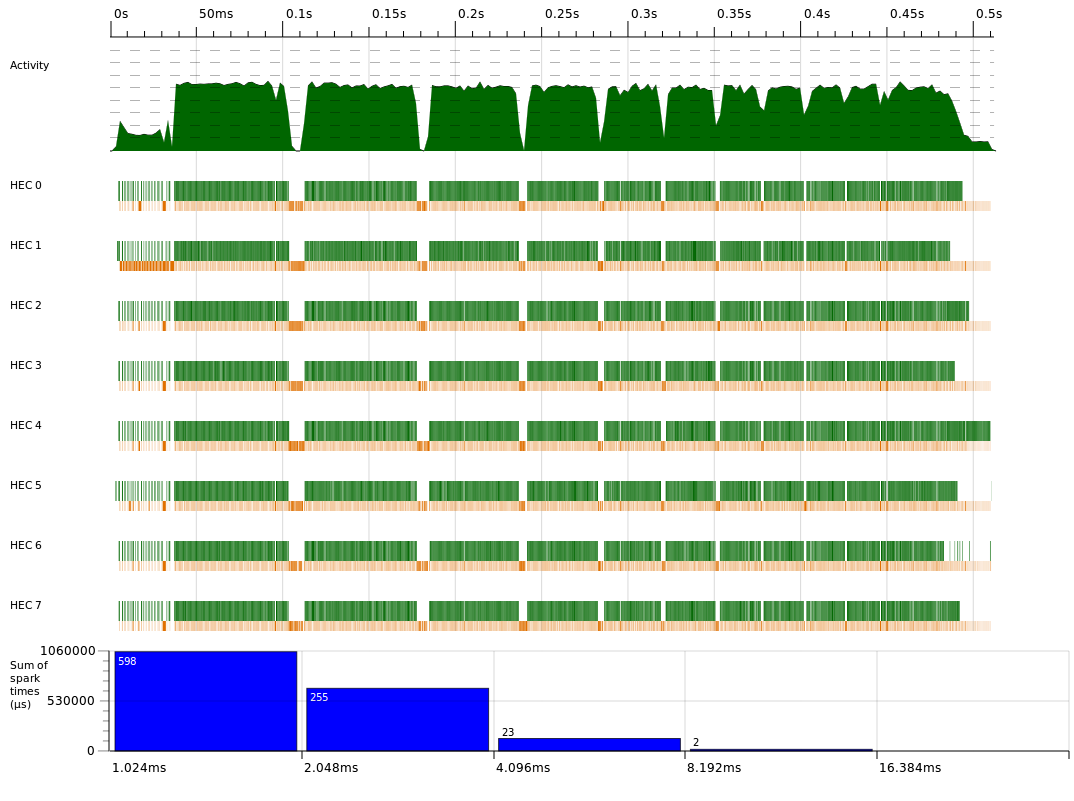 0s 50ms 0.1s 0.15s 0.2s 0.25s 0.3s 0.35s 0.4s 0.45s 0.5s
Activity
HEC 0
HEC 1
HEC 2
HEC 3
HEC 4
HEC 5
HEC 6
HEC 7
1060000
598
Sum of
spark
times
(µs)
530000
255
23
2
0
1.024ms 2.048ms 4.096ms 8.192ms 16.384ms